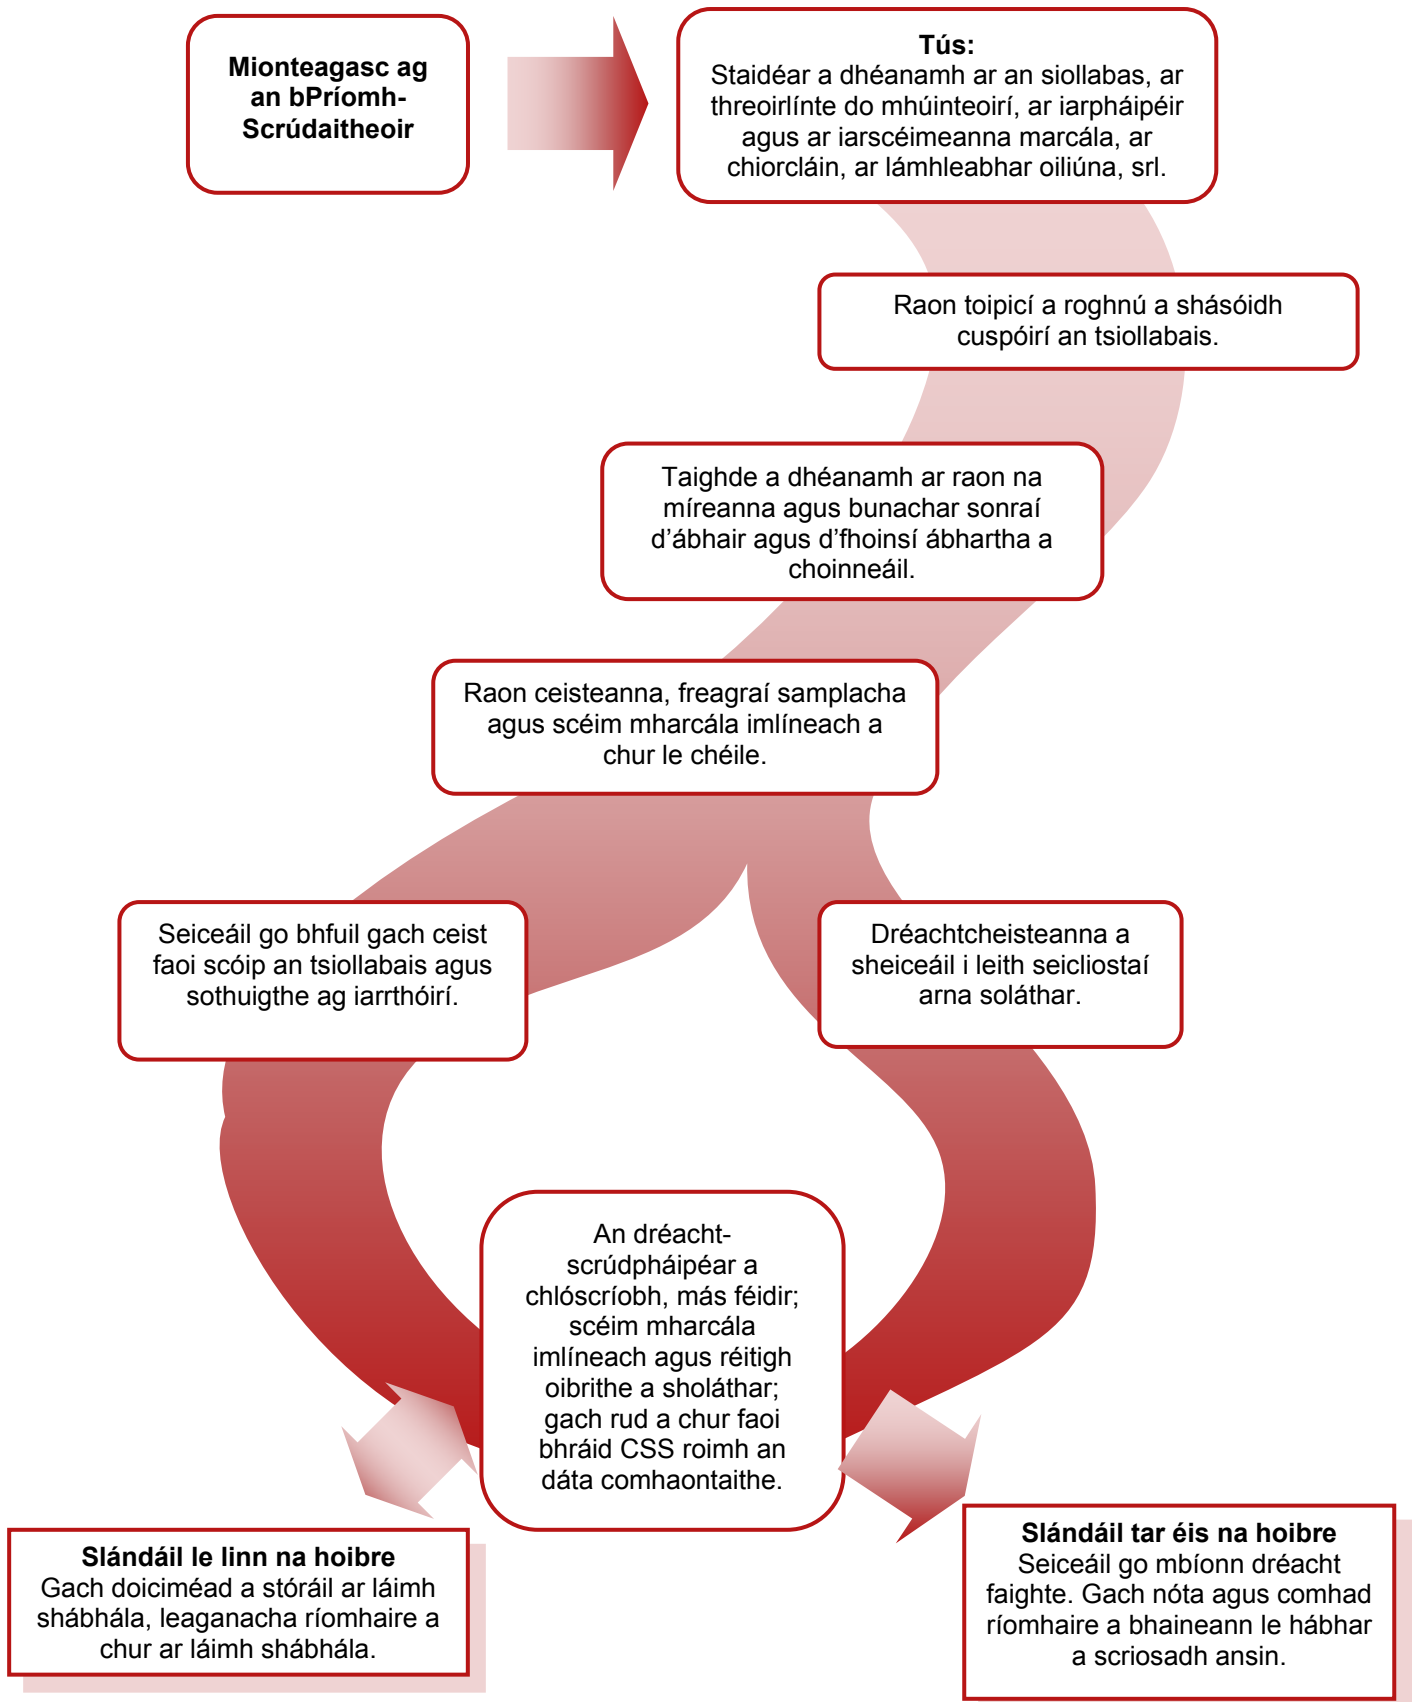 Mionteagasc ag
an bPríomh-
Scrúdaitheoir
Tús:
Staidéar a dhéanamh ar an siollabas, ar
threoirlínte do mhúinteoirí, ar iarpháipéir
agus ar iarscéimeanna marcála, ar
chiorcláin, ar lámhleabhar oiliúna, srl.
Raon toipicí a roghnú a shásóidh
cuspóirí an tsiollabais.
Taighde a dhéanamh ar raon na
míreanna agus bunachar sonraí
d’ábhair agus d’fhoinsí ábhartha a
choinneáil.
Raon ceisteanna, freagraí samplacha
agus scéim mharcála imlíneach a
chur le chéile.
Seiceáil go bhfuil gach ceist
faoi scóip an tsiollabais agus
sothuigthe ag iarrthóirí.
Dréachtcheisteanna a
sheiceáil i leith seicliostaí
arna soláthar.
An dréacht-
scrúdpháipéar a
chlóscríobh, más féidir;
scéim mharcála
imlíneach agus réitigh
oibrithe a sholáthar;
gach rud a chur faoi
bhráid CSS roimh an
dáta comhaontaithe.
Slándáil le linn na hoibre
Gach doiciméad a stóráil ar láimh
shábhála, leaganacha ríomhaire a
chur ar láimh shábhála.
Slándáil tar éis na hoibre
Seiceáil go mbíonn dréacht
faighte. Gach nóta agus comhad
ríomhaire a bhaineann le hábhar
a scriosadh ansin.